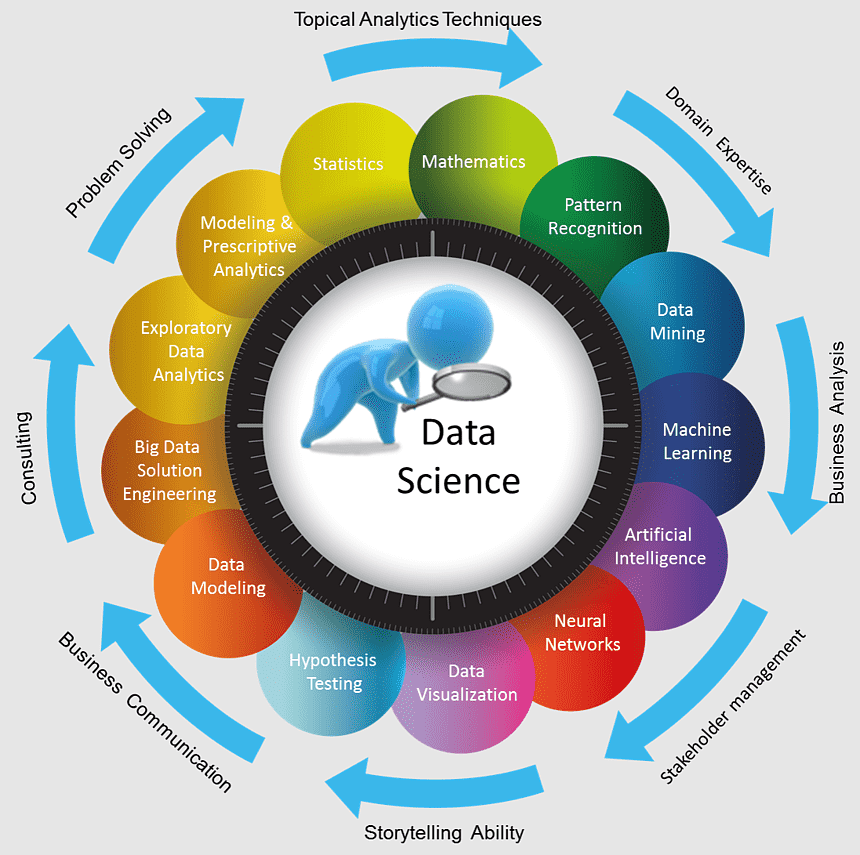 Topical Analytics Techniques
Domain Expertise
Business Analysis
Stakeholder management
Storytelling Ability
Business Communication
Consulting
Problem Solving
Statistics
Mathematics
Pattern
Recognition
Data
Mining
Machine
Learning
Artificial
Intelligence
Neural
Networks
Data
Visualization
Hypothesis
Testing
Data
Modeling
Big Data
Solution
Engineering
Exploratory
Data
Analytics
Modeling &
Prescriptive
Analytics
Data
Science